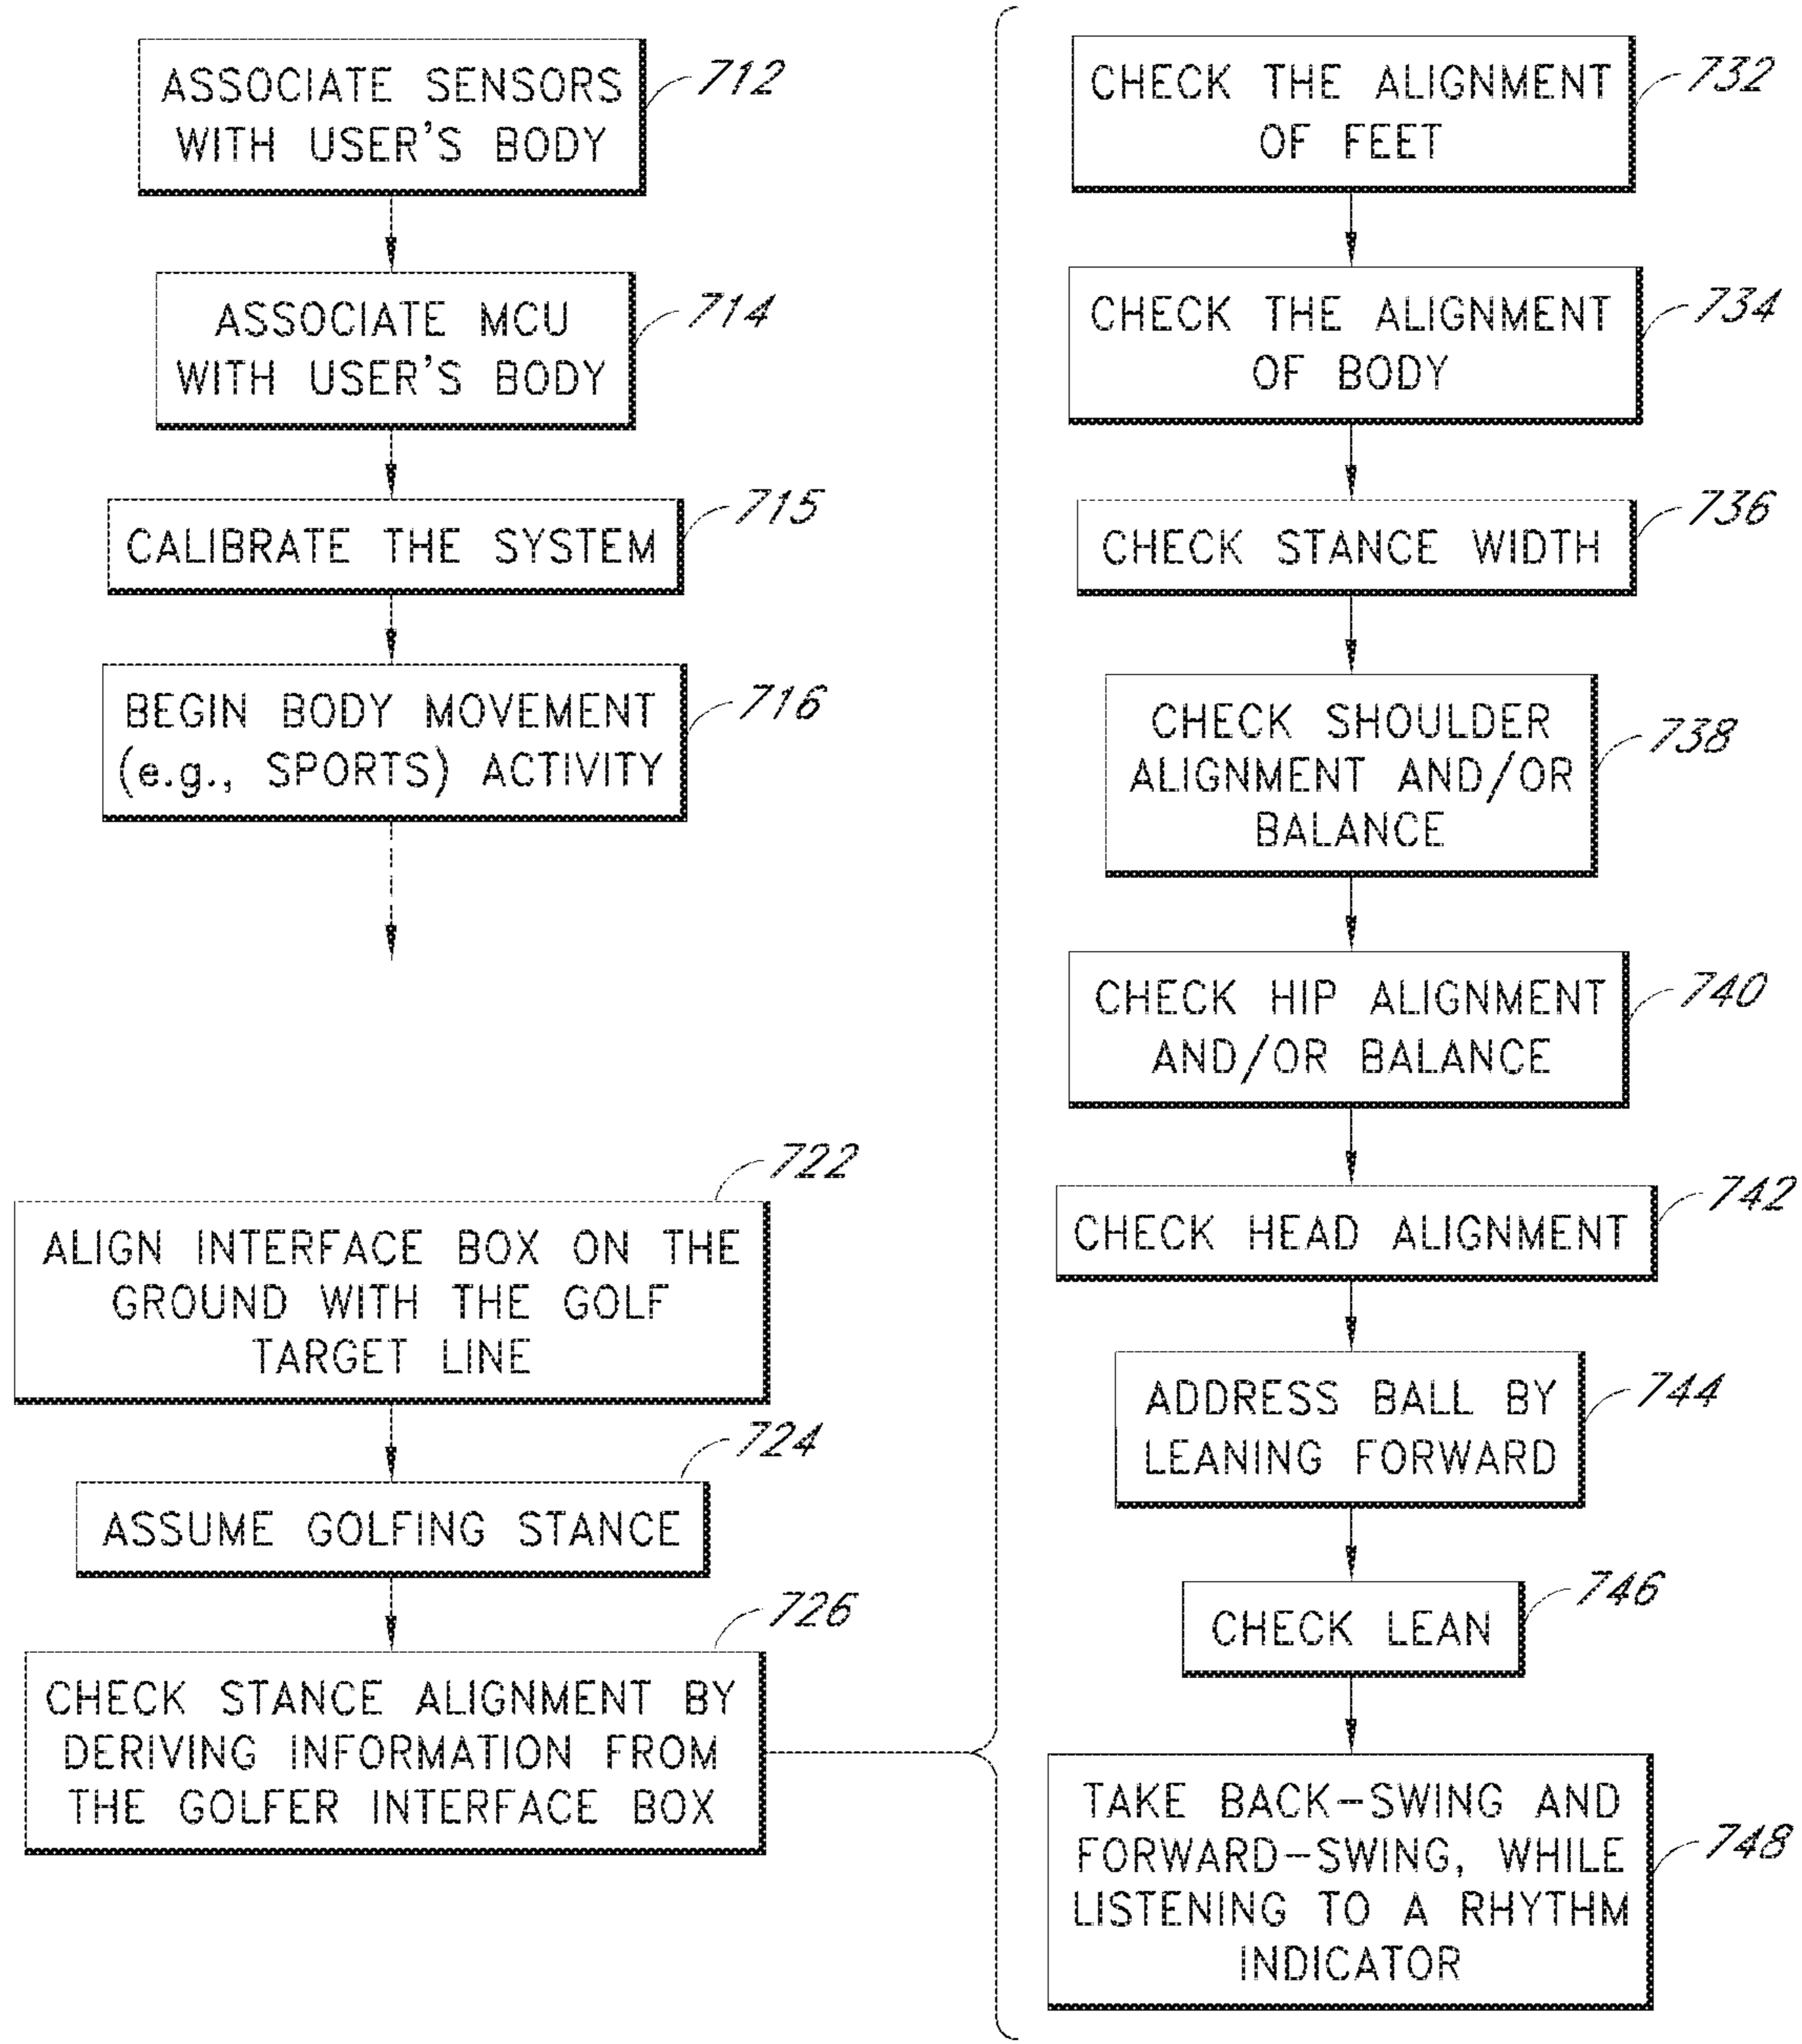 ASSOCIATE SENSORS
WITH USER'S BODY
712
ASSOCIATE MCU
WITH USER'S BODY
714
CALIBRATE THE SYSTEM
715
BEGIN BODY MOVEMENT
(e.g., SPORTS) ACTIVITY
716
722
ALIGN INTERFACE BOX ON THE
GROUND WITH THE GOLF
TARGET LINE
724
ASSUME GOLFING STANCE
726
CHECK STANCE ALIGNMENT BY
DERIVING INFORMATION FROM
THE GOLFER INTERFACE BOX
CHECK THE ALIGNMENT
OF FEET
732
CHECK THE ALIGNMENT
OF BODY
734
CHECK STANCE WIDTH
736
CHECK SHOULDER
ALIGNMENT AND/OR
BALANCE
738
CHECK HIP ALIGNMENT
AND/OR BALANCE
740
CHECK HEAD ALIGNMENT
742
ADDRESS BALL BY
LEANING FORWARD
744
CHECK LEAN
746
TAKE BACK-SWING AND
FORWARD-SWING, WHILE
LISTENING TO A RHYTHM
INDICATOR
748